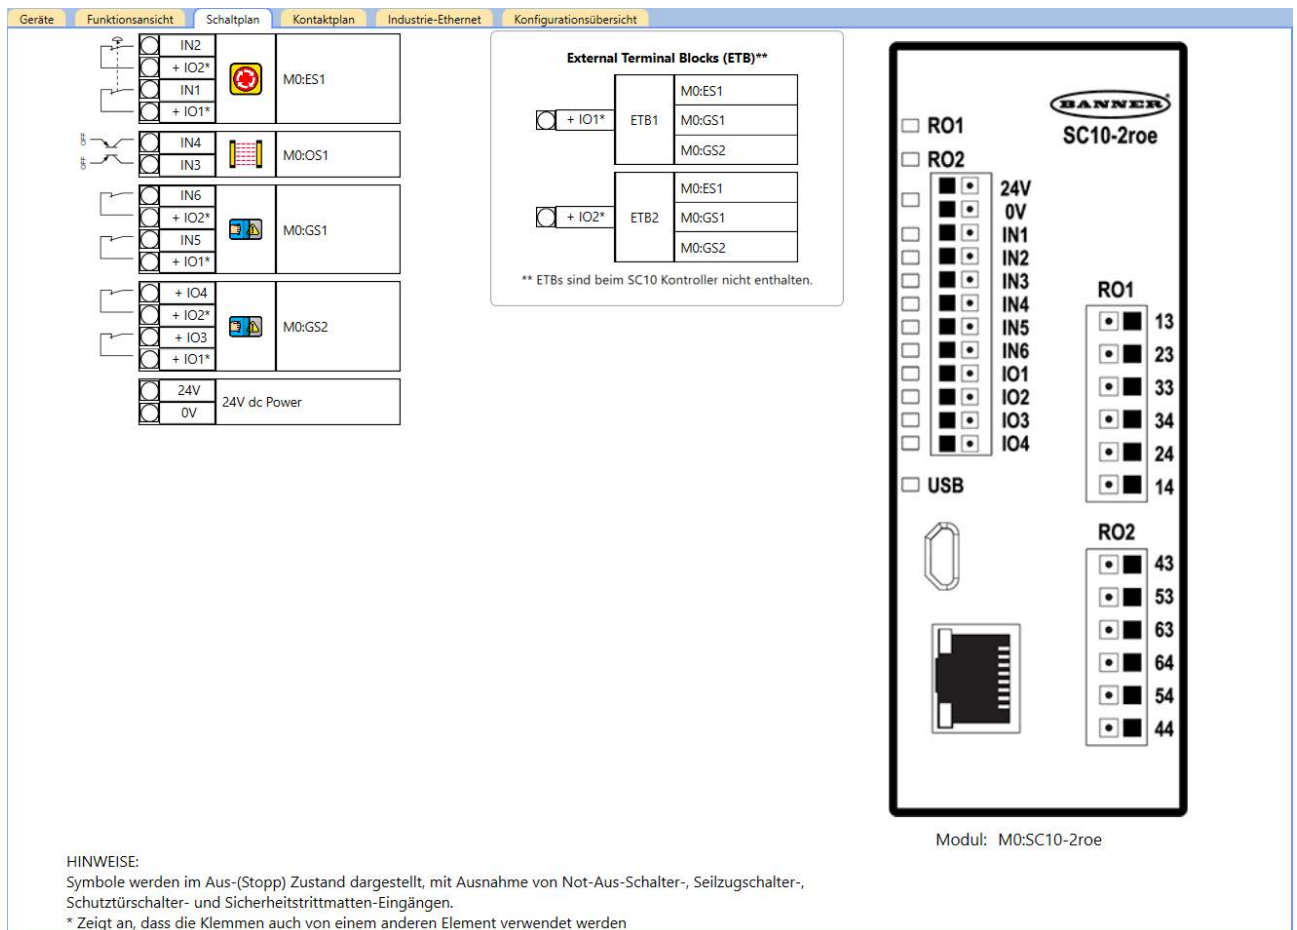 Geräte Funktionsansicht Schaltplan Kontaktplan Industrie-Ethernet Konfigurationsübersicht
IN2
+ IO2*
IN1
+ IO1*
M0:ES1
OFF
OFF
IN4
IN3
M0:OS1
IN6
+ IO2*
IN5
+ IO1*
M0:GS1
+ IO4
+ IO2*
+ IO3
+ IO1*
M0:GS2
24V
0V
24V dc Power
External Terminal Blocks (ETB)**
+ IO1*
ETB1
M0:ES1
M0:GS1
M0:GS2
+ IO2*
ETB2
M0:ES1
M0:GS1
M0:GS2
** ETBs sind beim SC10 Kontroller nicht enthalten.
BANNER
SC10-2roe
RO1
RO2
24V
0V
IN1
IN2
IN3
IN4
IN5
IN6
IO1
IO2
IO3
IO4
USB
RO1
13
23
33
34
24
14
RO2
43
53
63
64
54
44
Modul: M0:SC10-2roe
HINWEISE:
Symbole werden im Aus-(Stopp) Zustand dargestellt, mit Ausnahme von Not-Aus-Schalter-, Seilzugschalter-,
Schutztürschalter- und Sicherheitstrittmatten-Eingängen.
* Zeigt an, dass die Klemmen auch von einem anderen Element verwendet werden